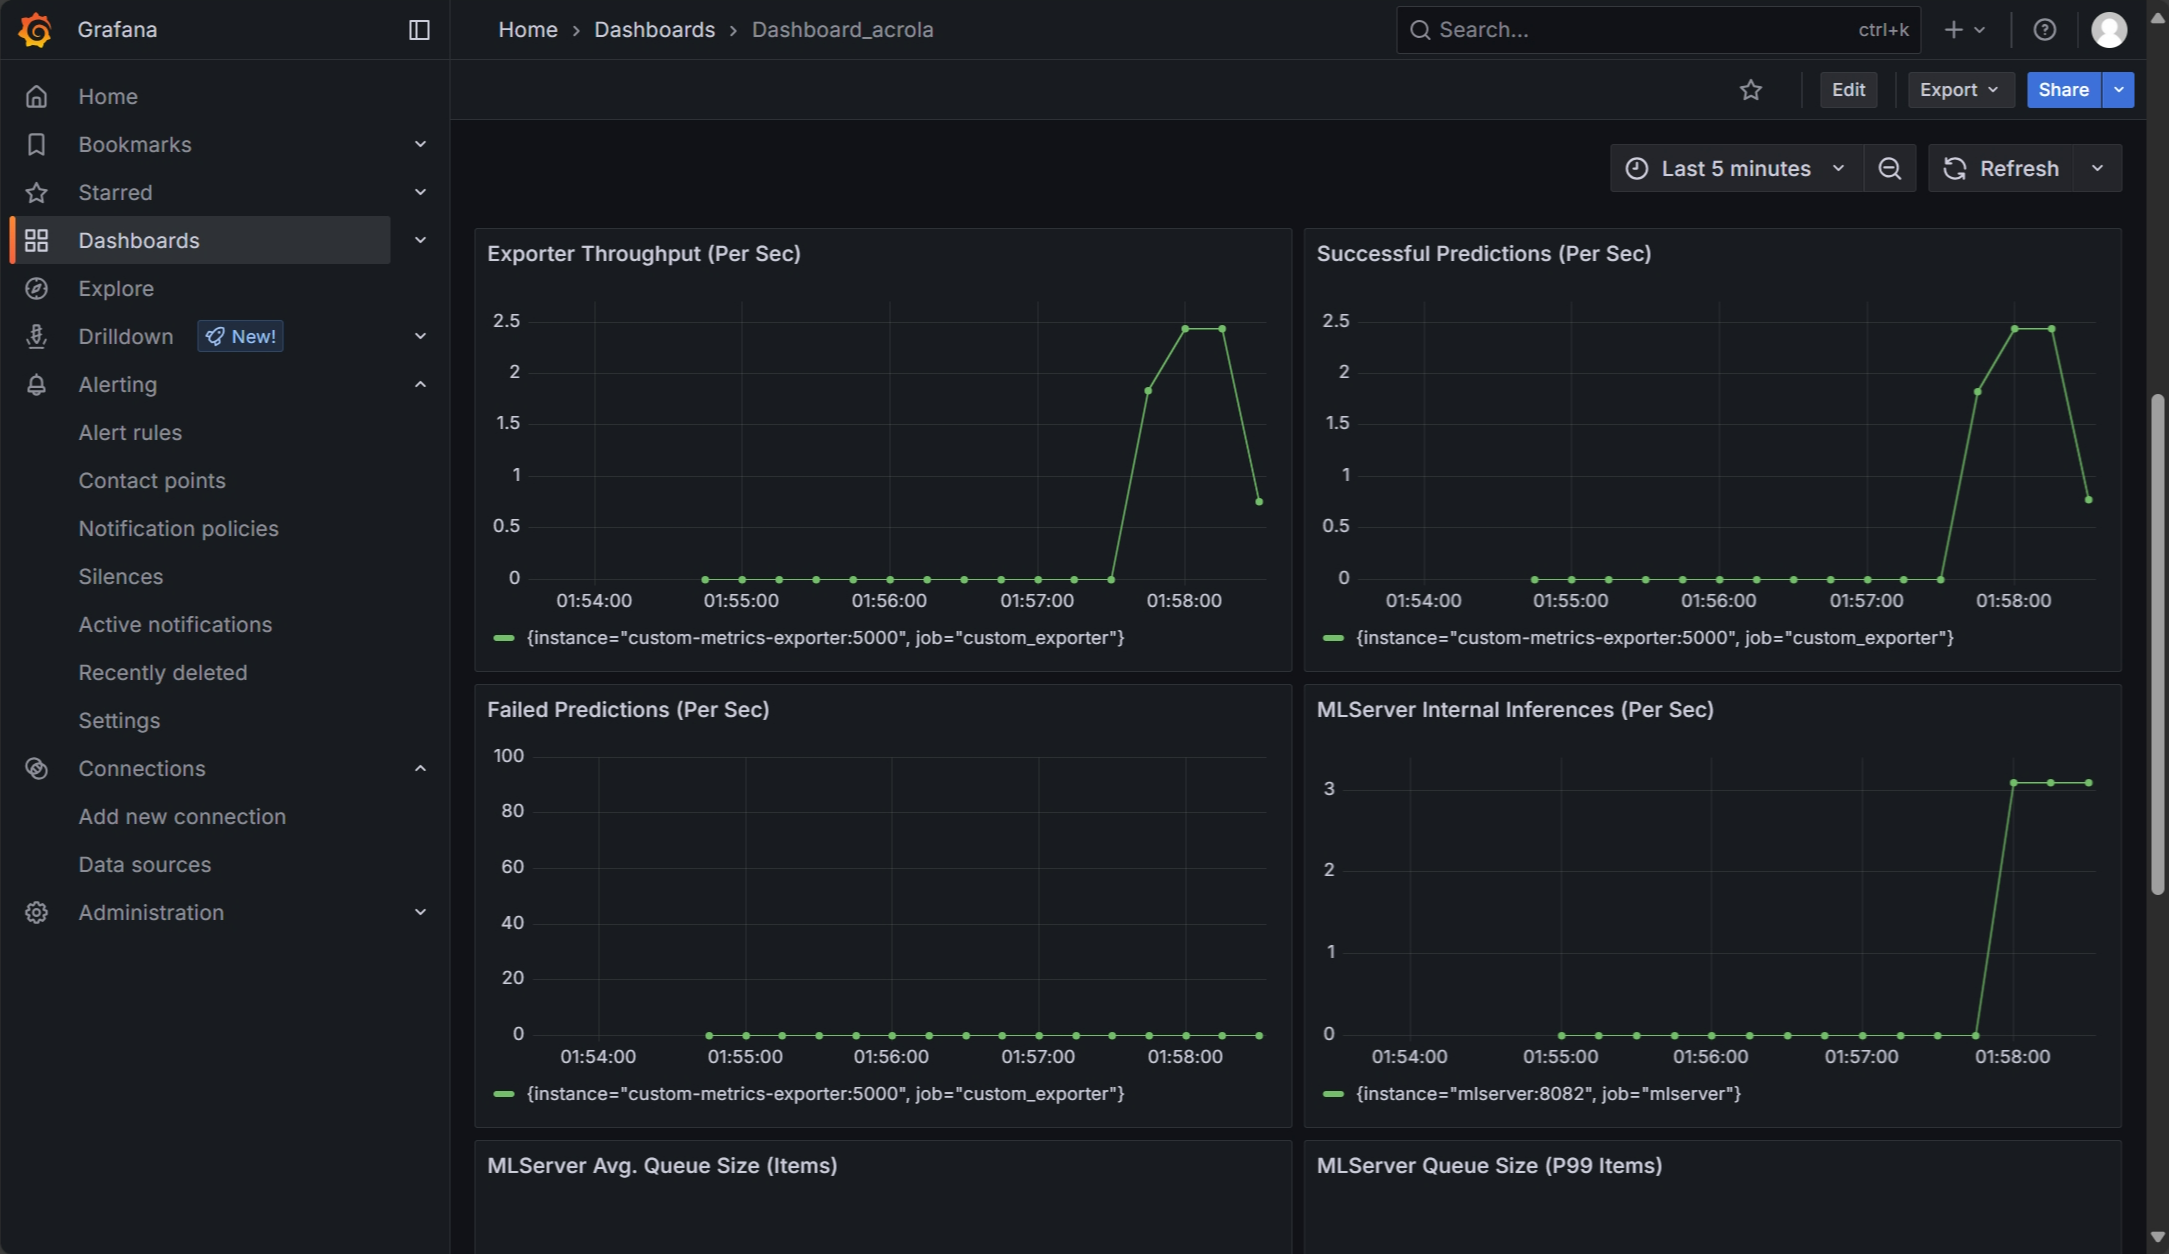 Grafana
Home › Dashboards › Dashboard_acrola
Search... ctrl+k
Edit Export Share
Home
Bookmarks
Starred
Dashboards
Explore
Drilldown New!
Alerting
Alert rules
Contact points
Notification policies
Silences
Active notifications
Recently deleted
Settings
Connections
Add new connection
Data sources
Administration
Last 5 minutes Refresh
Exporter Throughput (Per Sec)
2.5
2
1.5
1
0.5
0
01:54:00 01:55:00 01:56:00 01:57:00 01:58:00
{instance="custom-metrics-exporter:5000", job="custom_exporter"}
Successful Predictions (Per Sec)
2.5
2
1.5
1
0.5
0
01:54:00 01:55:00 01:56:00 01:57:00 01:58:00
{instance="custom-metrics-exporter:5000", job="custom_exporter"}
Failed Predictions (Per Sec)
100
80
60
40
20
0
01:54:00 01:55:00 01:56:00 01:57:00 01:58:00
{instance="custom-metrics-exporter:5000", job="custom_exporter"}
MLServer Internal Inferences (Per Sec)
3
2
1
0
01:54:00 01:55:00 01:56:00 01:57:00 01:58:00
{instance="mlserver:8082", job="mlserver"}
MLServer Avg. Queue Size (Items)
MLServer Queue Size (P99 Items)